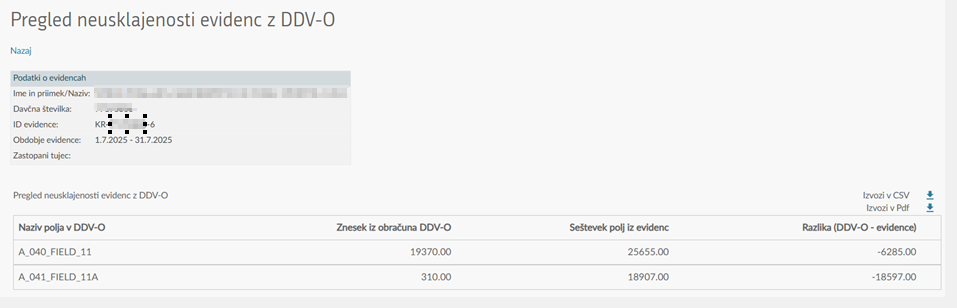 Pregled neusklajenosti evidenc z DDV-O
Nazaj
Podatki o evidencah
Ime in priimek/Naziv:
Davčna številka:
ID evidence: KR- -6
Obdobje evidence: 1.7.2025 - 31.7.2025
Zastopani tujec:
Pregled neusklajenosti evidenc z DDV-O Izvozi v CSV
Izvozi v Pdf
Naziv polja v DDV-O Znesek iz obračuna DDV-O Seštevek polj iz evidenc Razlika (DDV-O - evidence)
A_040_FIELD_11 19370.00 25655.00 -6285.00
A_041_FIELD_11A 310.00 18907.00 -18597.00